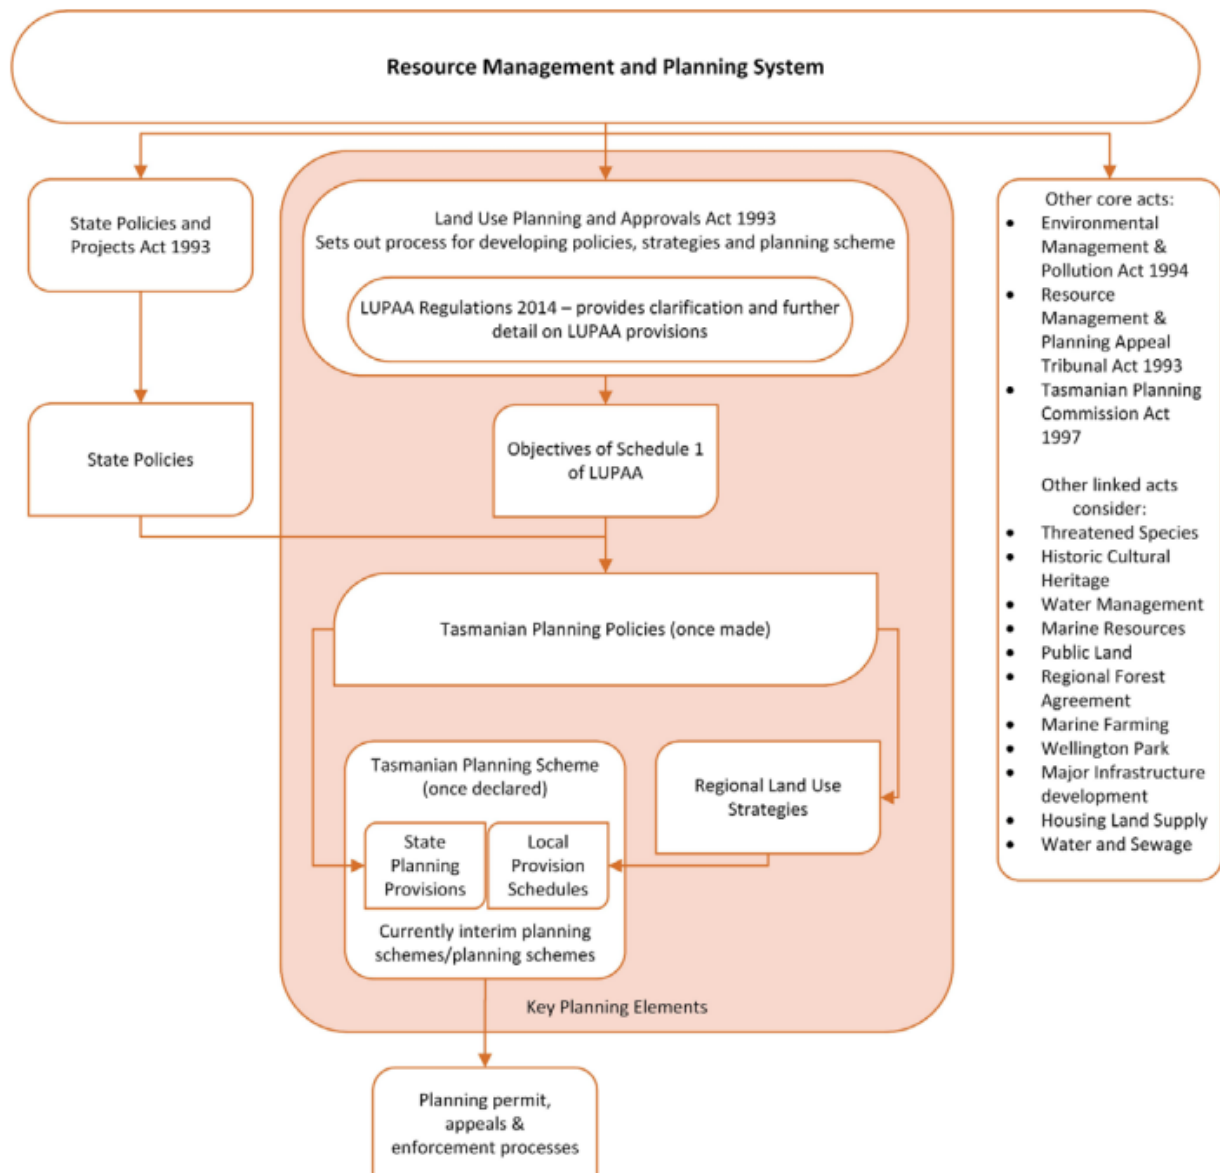 Resource Management and Planning System
State Policies and
Projects Act 1993
Land Use Planning and Approvals Act 1993
Sets out process for developing policies, strategies and planning scheme
LUPAA Regulations 2014 – provides clarification and further
detail on LUPAA provisions
Other core acts:
• Environmental
Management &
Pollution Act 1994
• Resource
Management &
Planning Appeal
Tribunal Act 1993
• Tasmanian Planning
Commission Act
1997
Other linked acts
consider:
• Threatened Species
• Historic Cultural
Heritage
• Water Management
• Marine Resources
• Public Land
• Regional Forest
Agreement
• Marine Farming
• Wellington Park
• Major Infrastructure
development
• Housing Land Supply
• Water and Sewage
State Policies
Objectives of Schedule 1
of LUPAA
Tasmanian Planning Policies (once made)
Tasmanian Planning Scheme
(once declared)
State
Planning
Provisions
Local
Provision
Schedules
Currently interim planning
schemes/planning schemes
Regional Land Use
Strategies
Key Planning Elements
Planning permit,
appeals &
enforcement processes